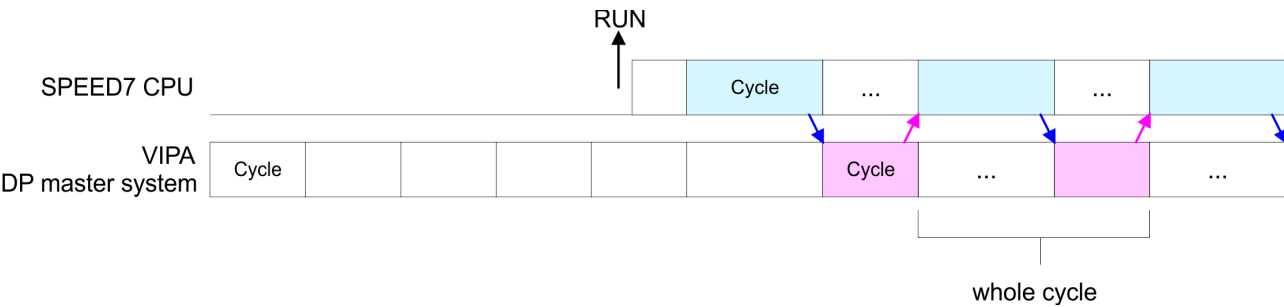 RUN
SPEED7 CPU
Cycle
...
...
VIPA
DP master system
Cycle
Cycle
...
...
whole cycle